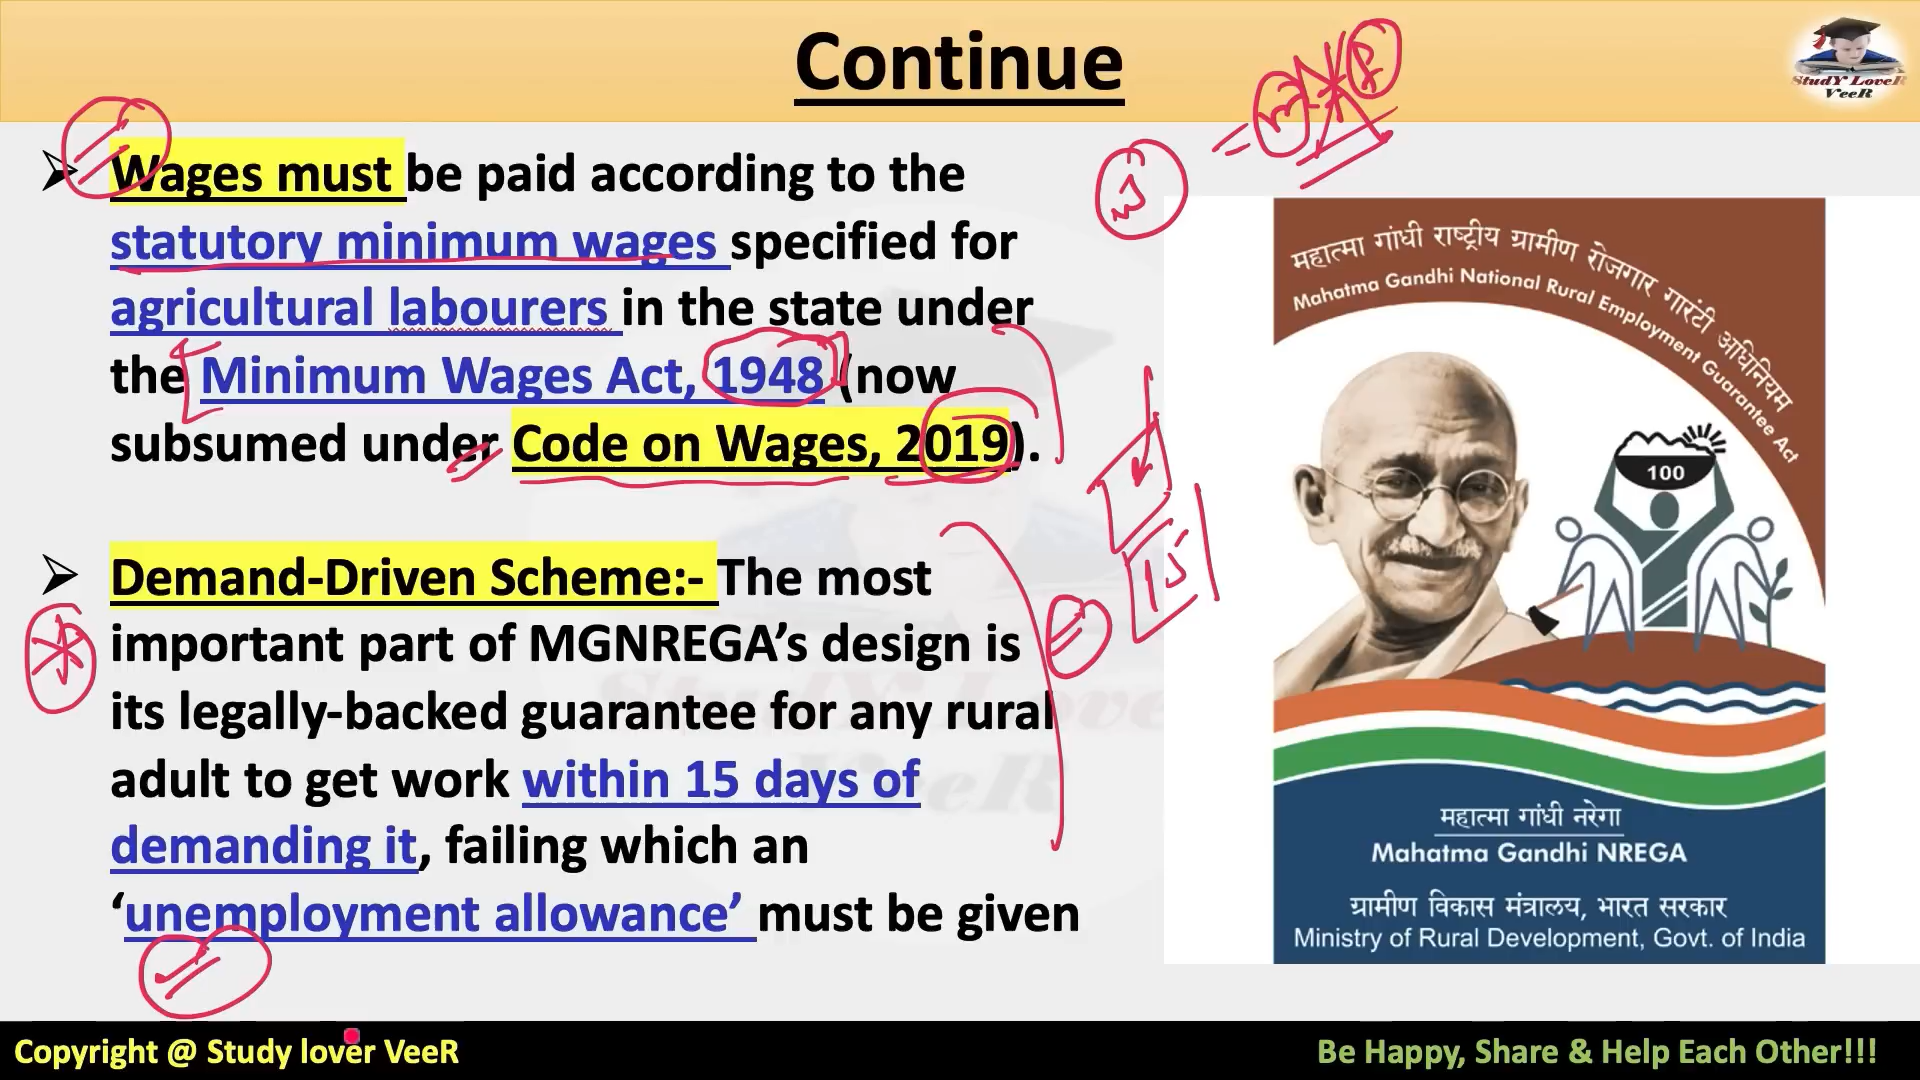 Continue
StudY LoveR
VeeR
Wages must be paid according to the
statutory minimum wages specified for
agricultural labourers in the state under
the Minimum Wages Act, 1948 (now
subsumed under Code on Wages, 2019).
Demand-Driven Scheme:- The most
important part of MGNREGA’s design is
its legally-backed guarantee for any rural
adult to get work within 15 days of
demanding it, failing which an
‘unemployment allowance’ must be given
15
महात्मा गांधी राष्ट्रीय ग्रामीण रोजगार गारंटी अधिनियम
Mahatma Gandhi National Rural Employment Guarantee Act
100
महात्मा गांधी नरेगा
Mahatma Gandhi NREGA
ग्रामीण विकास मंत्रालय, भारत सरकार
Ministry of Rural Development, Govt. of India
Copyright @ Study lover VeeR
Be Happy, Share & Help Each Other!!!